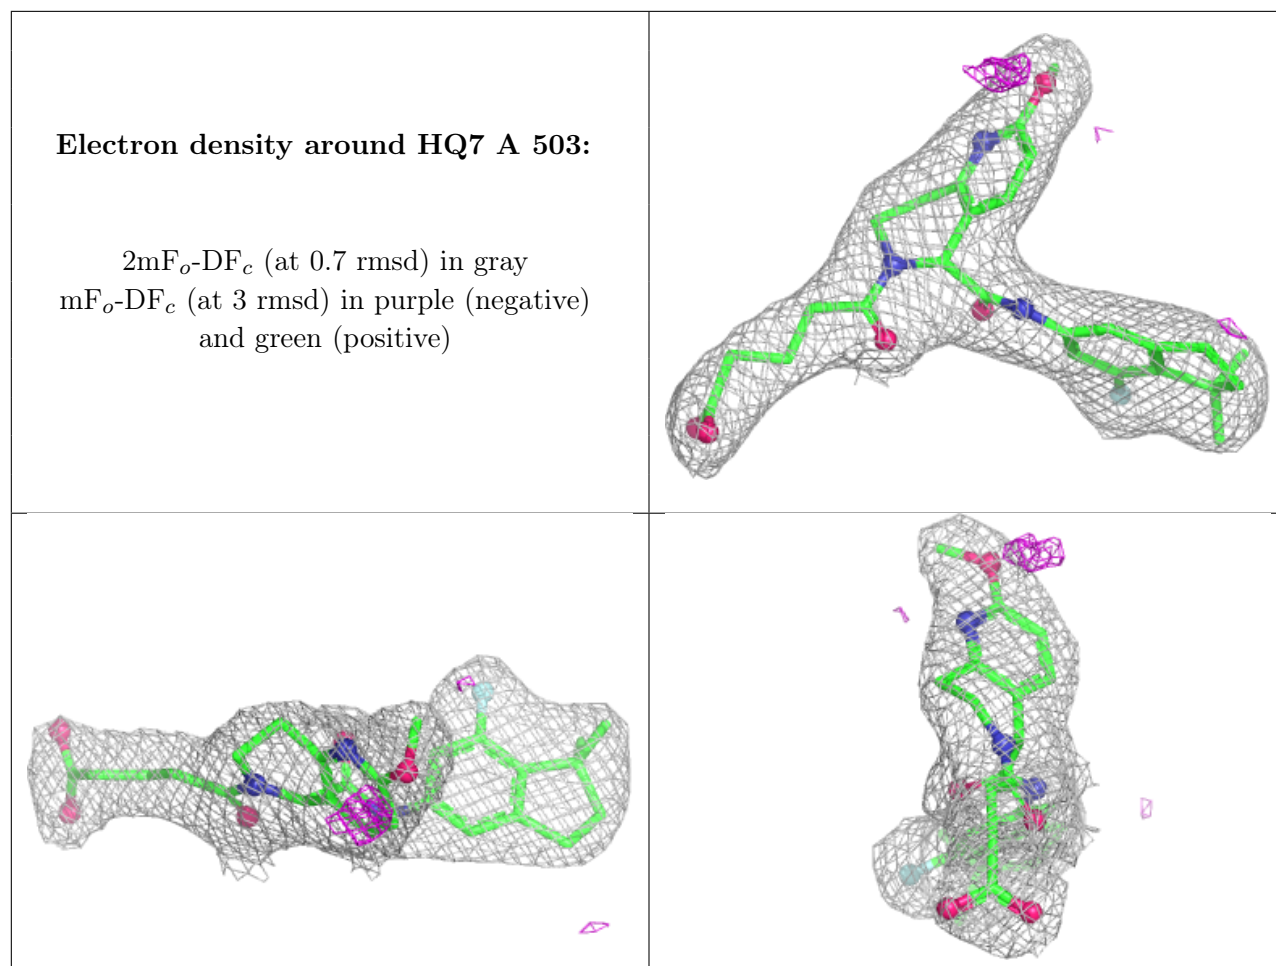 Electron density around HQ7 A 503:
2mFo-DFc (at 0.7 rmsd) in gray
mFo-DFc (at 3 rmsd) in purple (negative)
and green (positive)